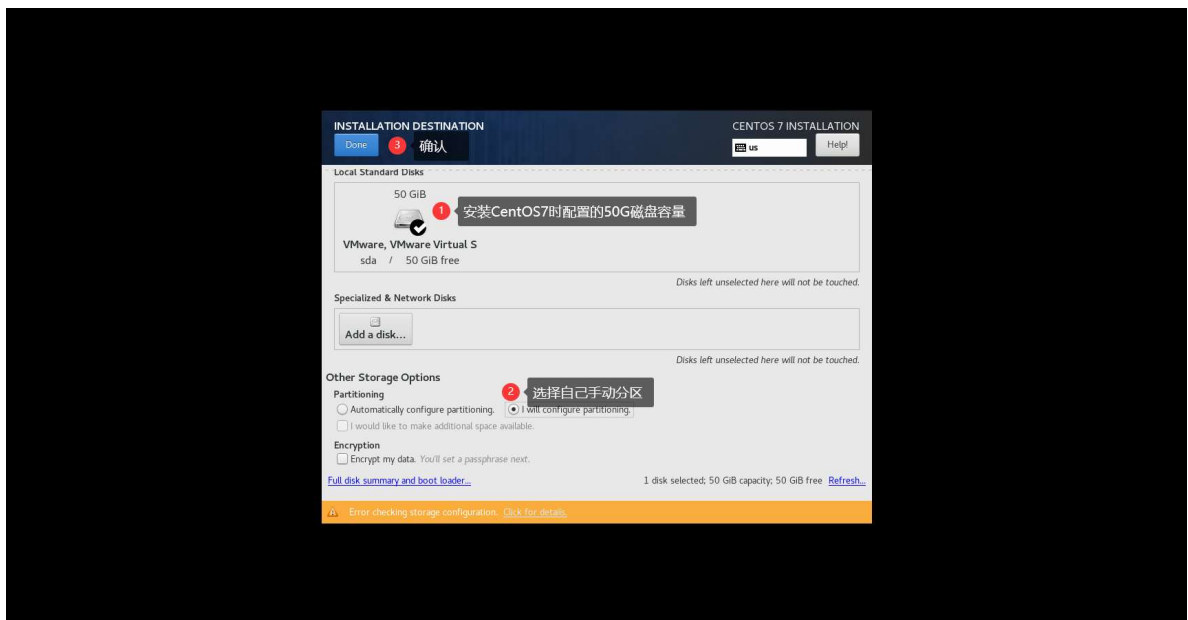 INSTALLATION DESTINATION
CENTOS 7 INSTALLATION
Done
3
确认
us
Help!
Local Standard Disks
50 GiB
1 安装CentOS7时配置的50G磁盘容量
VMware, VMware Virtual S
sda / 50 GiB free
Disks left unselected here will not be touched.
Specialized & Network Disks
Add a disk...
Disks left unselected here will not be touched.
Other Storage Options
2 选择自己手动分区
Partitioning
Automatically configure partitioning. I will configure partitioning.
I would like to make additional space available.
Encryption
Encrypt my data. You'll set a passphrase next.
Full disk summary and boot loader...
1 disk selected; 50 GiB capacity; 50 GiB free Refresh...
Error checking storage configuration. Click for details.